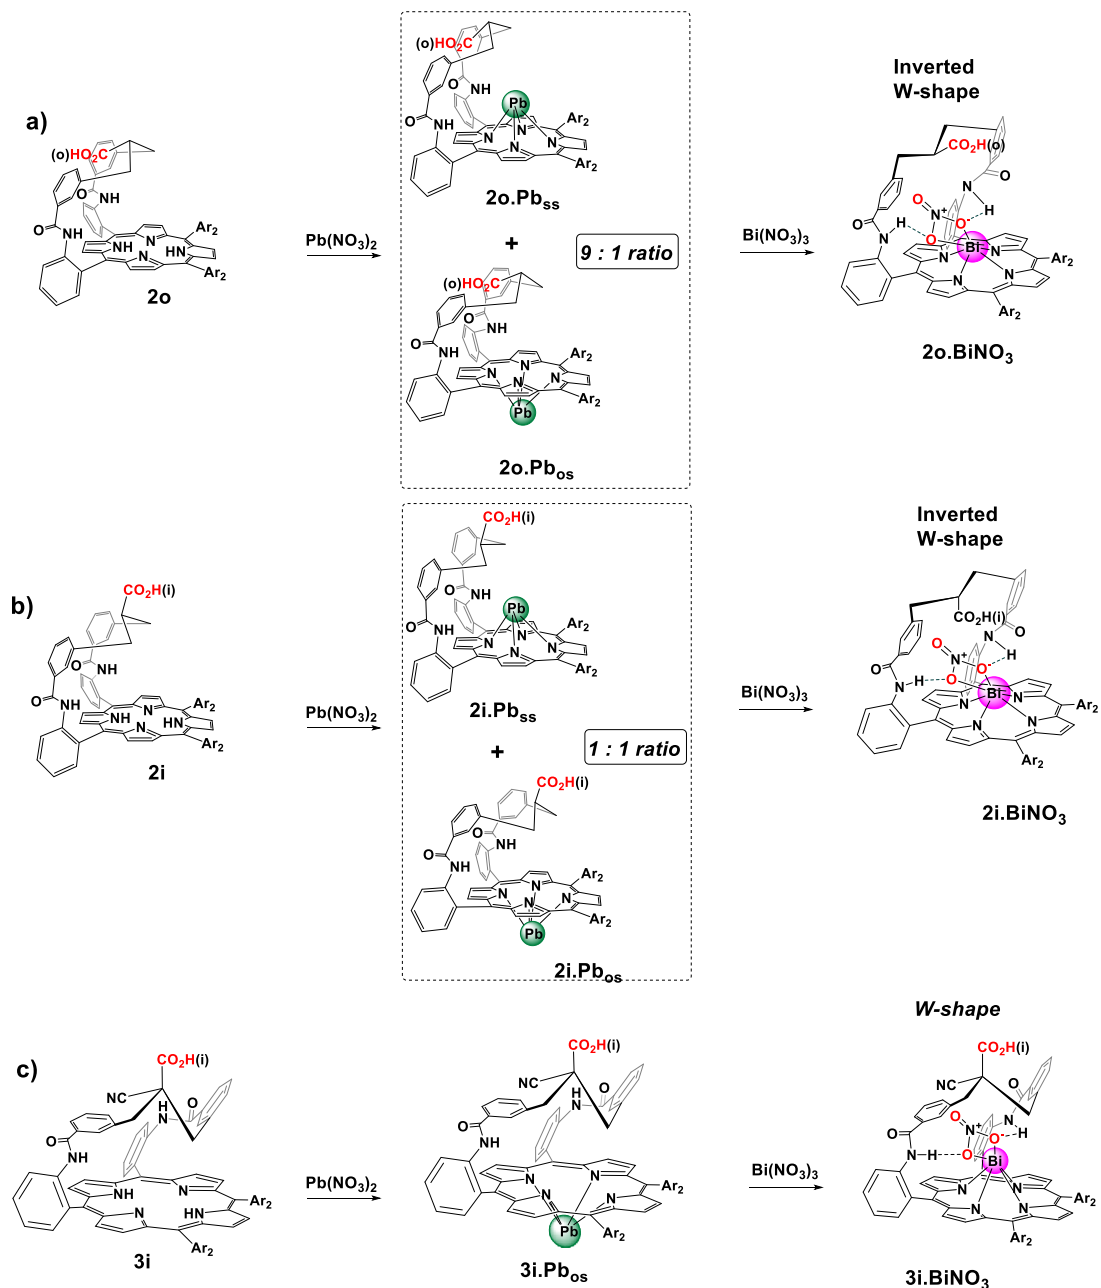 a)
(o)HO2C
O
NH
O
NH
NH
N
N
HN
Ar2
Ar2
2o
Pb(NO3)2
(o)HO2C
O
NH
O
NH
Pb
N
N
N
N
Ar2
Ar2
2o.Pbss
+
9 : 1 ratio
(o)HO2C
O
NH
O
NH
N
N
N
N
Pb
Ar2
Ar2
2o.Pbos
Bi(NO3)3
Inverted
W-shape
CO2H(o)
O
N
H
O
N+
O-
O
H
N
O
Bi
N
N
N
N
Ar2
Ar2
2o.BiNO3
b)
CO2H(i)
O
NH
O
NH
NH
N
N
HN
Ar2
Ar2
2i
Pb(NO3)2
CO2H(i)
O
NH
O
NH
Pb
N
N
N
N
Ar2
Ar2
2i.Pbss
+
1 : 1 ratio
CO2H(i)
O
NH
O
NH
N
N
N
N
Pb
Ar2
Ar2
2i.Pbos
Bi(NO3)3
Inverted
W-shape
CO2H(i)
O
N
H
O
N+
O-
O
N
H
O
Bi
N
N
N
N
Ar2
Ar2
2i.BiNO3
c)
CO2H(i)
NC
H
N
O
O
NH
NH
N
N
HN
Ar2
Ar2
3i
Pb(NO3)2
CO2H(i)
NC
H
N
O
O
NH
N
N
N
N
Pb
Ar2
Ar2
3i.Pbos
Bi(NO3)3
W-shape
CO2H(i)
NC
O
N
H
O
N+
O-
O
N
H
O
Bi
N
N
N
N
Ar2
Ar2
3i.BiNO3